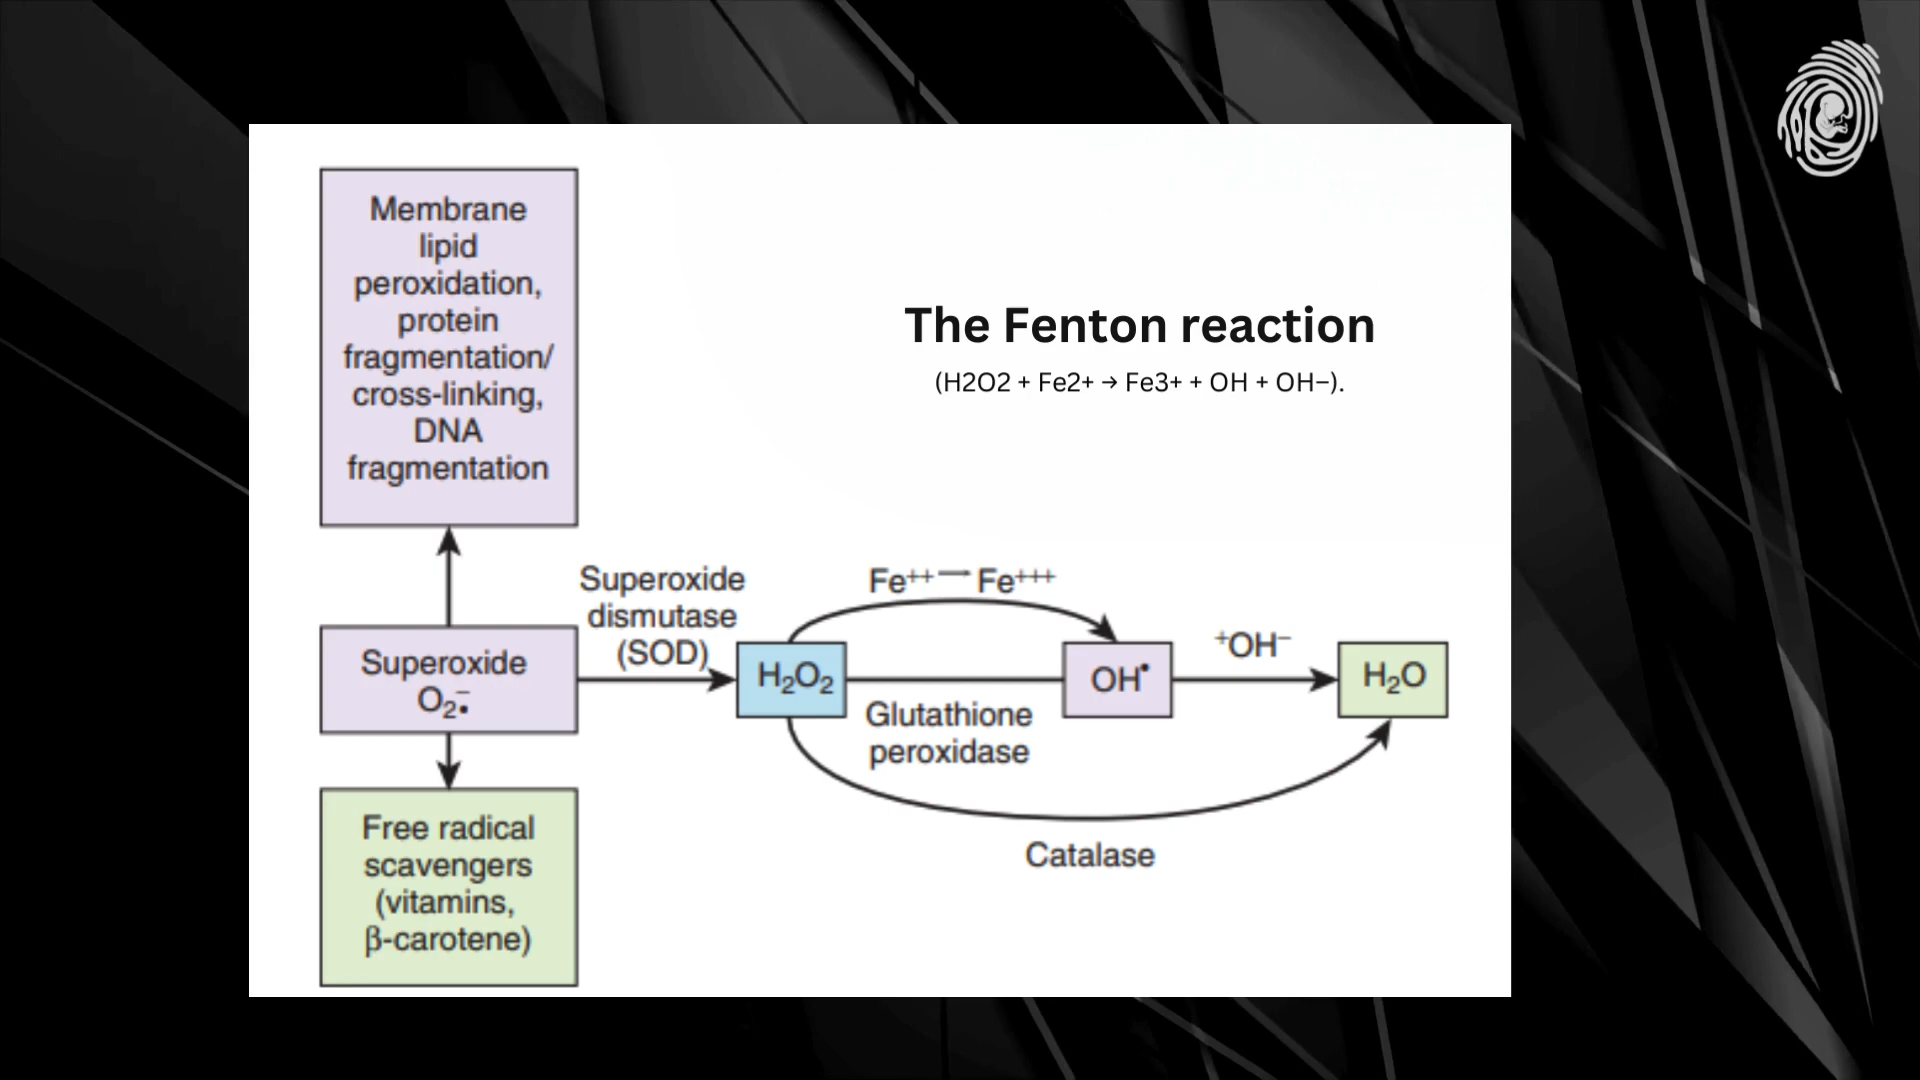 Membrane
lipid
peroxidation,
protein
fragmentation/
cross-linking,
DNA
fragmentation
The Fenton reaction
(H2O2 + Fe2+ → Fe3+ + OH + OH−).
Superoxide
dismutase
(SOD)
Fe⁺⁺ → Fe⁺⁺⁺
Superoxide
O₂•⁻
H₂O₂
OH•
⁺OH⁻
H₂O
Glutathione
peroxidase
Catalase
Free radical
scavengers
(vitamins,
β-carotene)